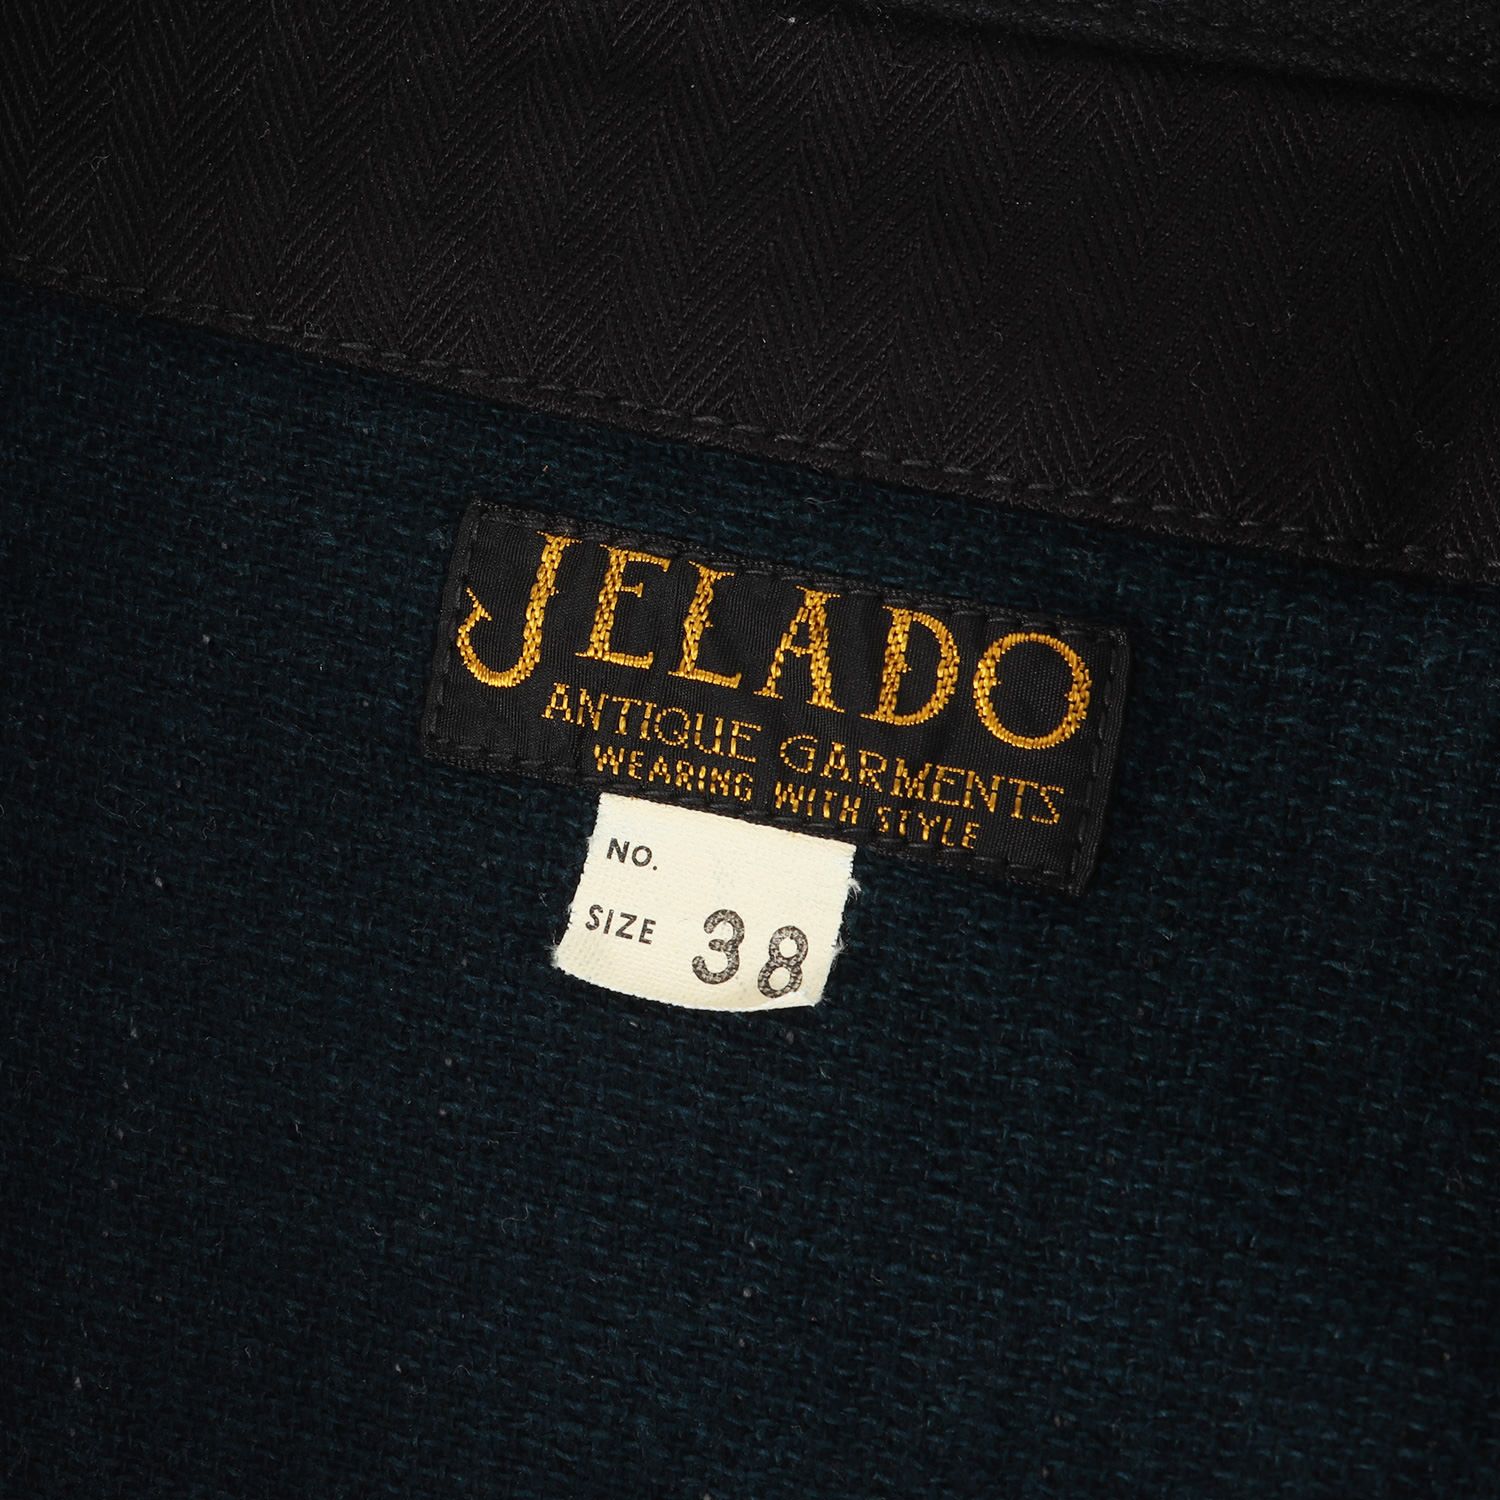 JELADO
ANTIQUE GARMENTS
WEARING WITH STYLE
NO.
SIZE 38